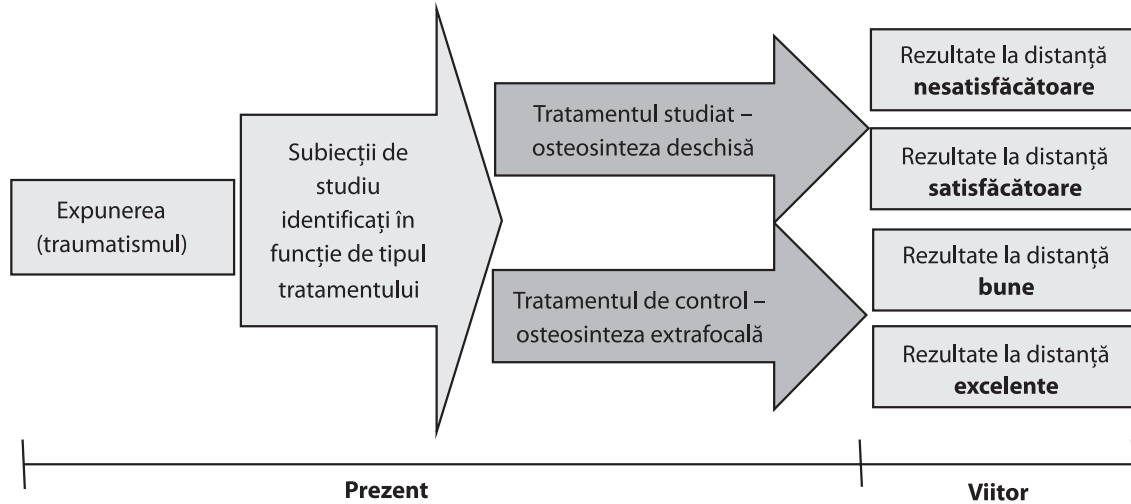 Expunerea
(traumatismul)
Subiecții de
studiu
identificați în
funcție de tipul
tratamentului
Tratamentul studiat –
osteosinteza deschisă
Tratamentul de control –
osteosinteza extrafocală
Rezultate la distanță
nesatisfăcătoare
Rezultate la distanță
satisfăcătoare
Rezultate la distanță
bune
Rezultate la distanță
excelente
Prezent
Viitor